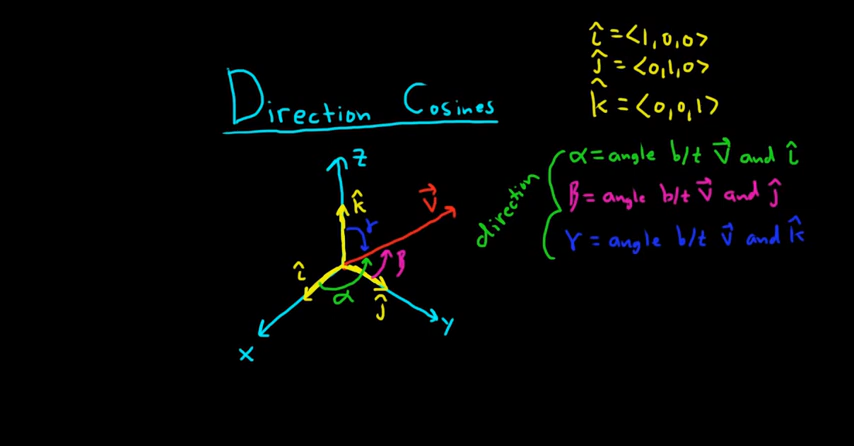 î = <1, 0, 0>
ĵ = <0, 1, 0>
k̂ = <0, 0, 1>
Direction Cosines
direction
α = angle b/t v⃗ and î
β = angle b/t v⃗ and ĵ
γ = angle b/t v⃗ and k̂
z
k̂
γ
v⃗
î
α
β
ĵ
x
y